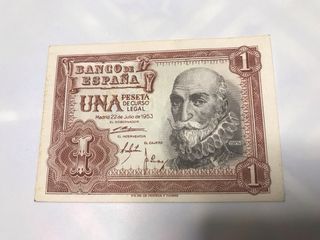 1
BANCO DE
ESPAÑA
UNA PESETA
DE CURSO
LEGAL
Madrid 22 de Julio de 1953
EL GOBERNADOR
EL INTERVENTOR
EL CAJERO
1
1